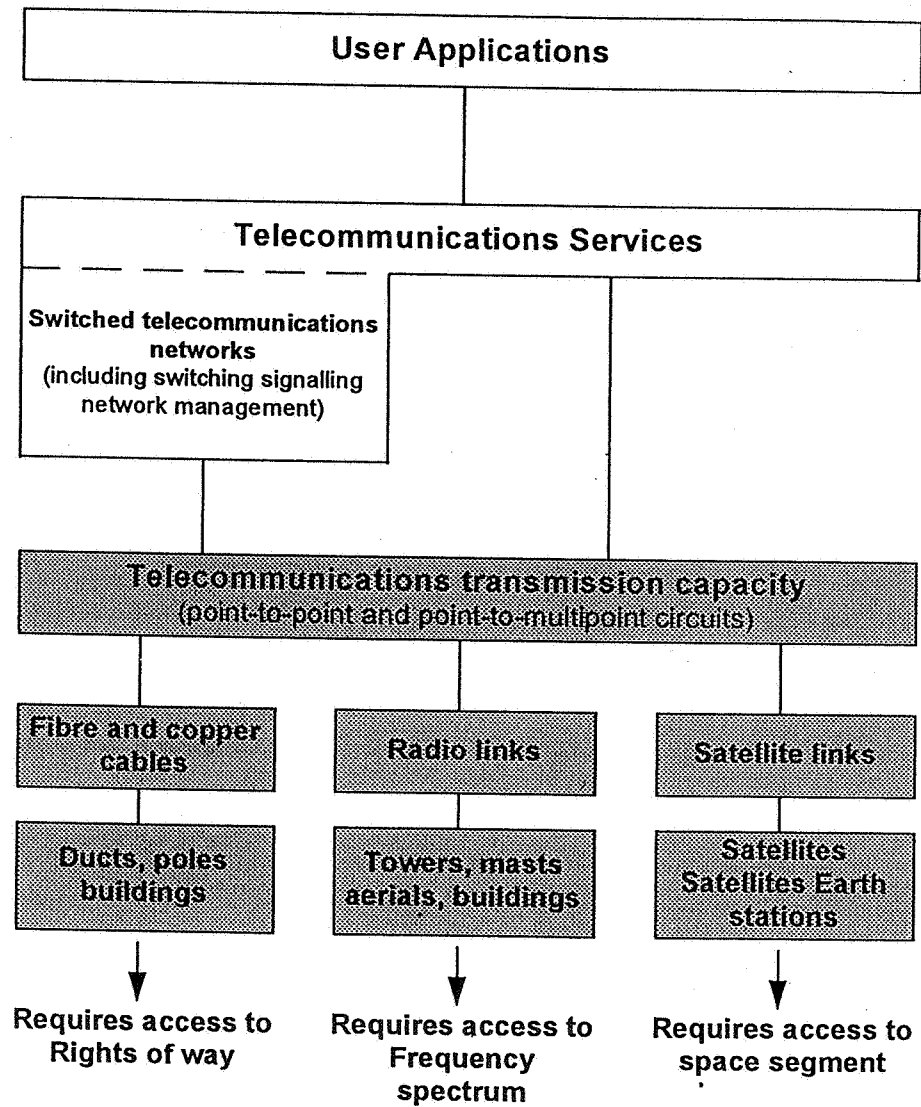 User Applications
Telecommunications Services
Switched telecommunications
networks
(including switching signalling
network management)
Telecommunications transmission capacity
(point-to-point and point-to-multipoint circuits)
Fibre and copper
cables
Radio links
Satellite links
Ducts, poles
buildings
Towers, masts
aerials, buildings
Satellites
Satellites Earth
stations
Requires access to
Rights of way
Requires access to
Frequency
spectrum
Requires access to
space segment